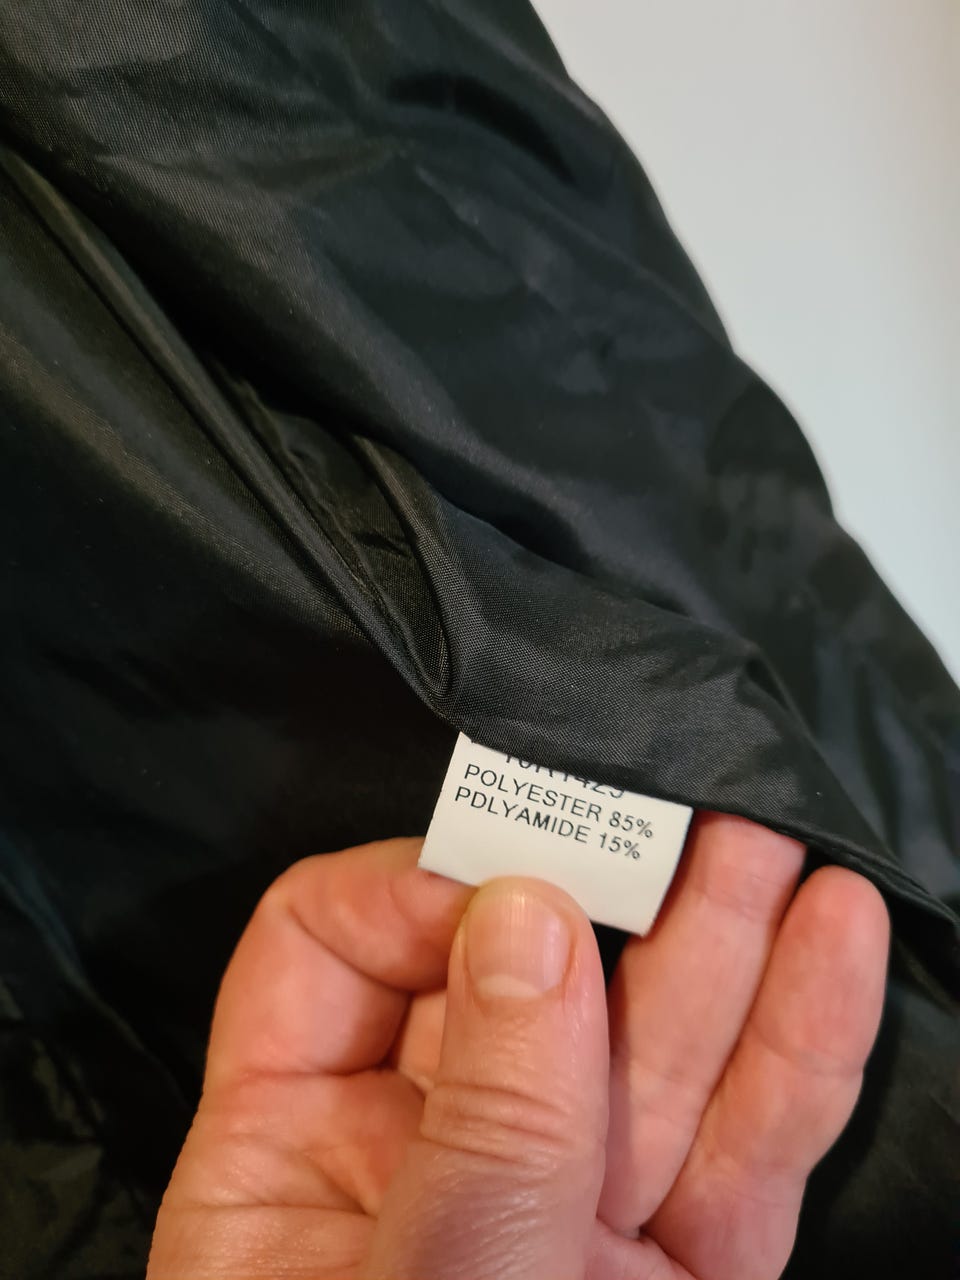 POLYESTER 85%
PDLYAMIDE 15%